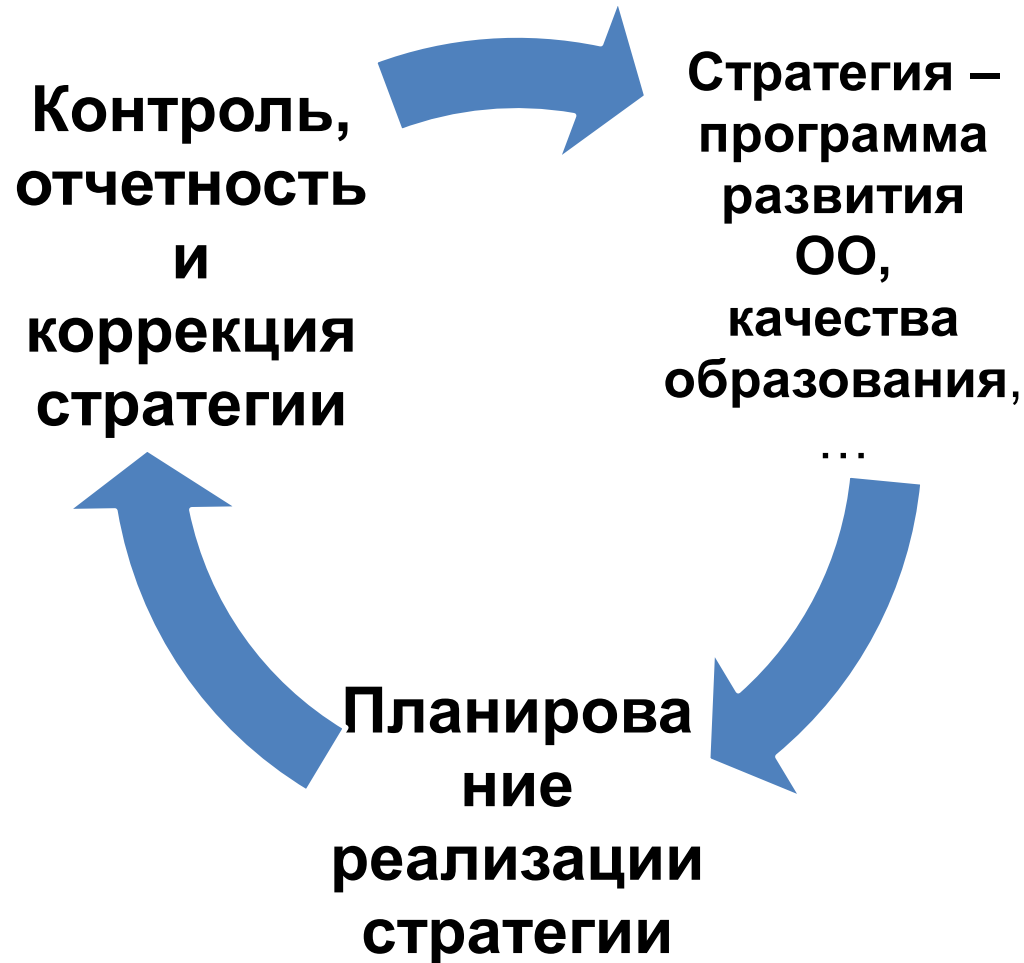 Контроль,
отчетность
и
коррекция
стратегии
Стратегия –
программа
развития
ОО,
качества
образования,
…
Планирова
ние
реализации
стратегии